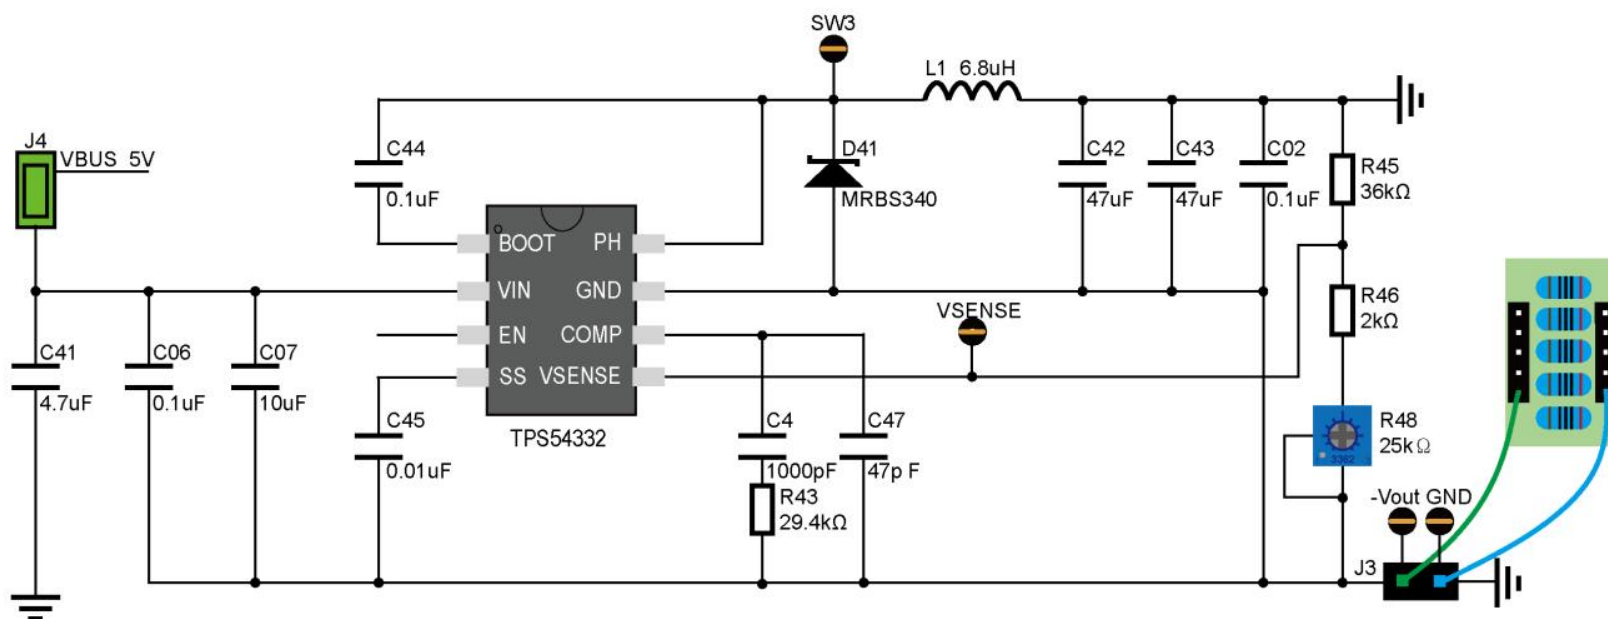 SW3
L1 6.8uH
J4
VBUS 5V
C44
0.1uF
D41
MRBS340
C42
47uF
C43
47uF
C02
0.1uF
R45
36kΩ
BOOT
PH
VIN
GND
EN
COMP
SS
VSENSE
TPS54332
VSENSE
R46
2kΩ
C41
4.7uF
C06
0.1uF
C07
10uF
C45
0.01uF
C4
1000pF
C47
47p F
R43
29.4kΩ
R48
25kΩ
3362
-Vout GND
J3